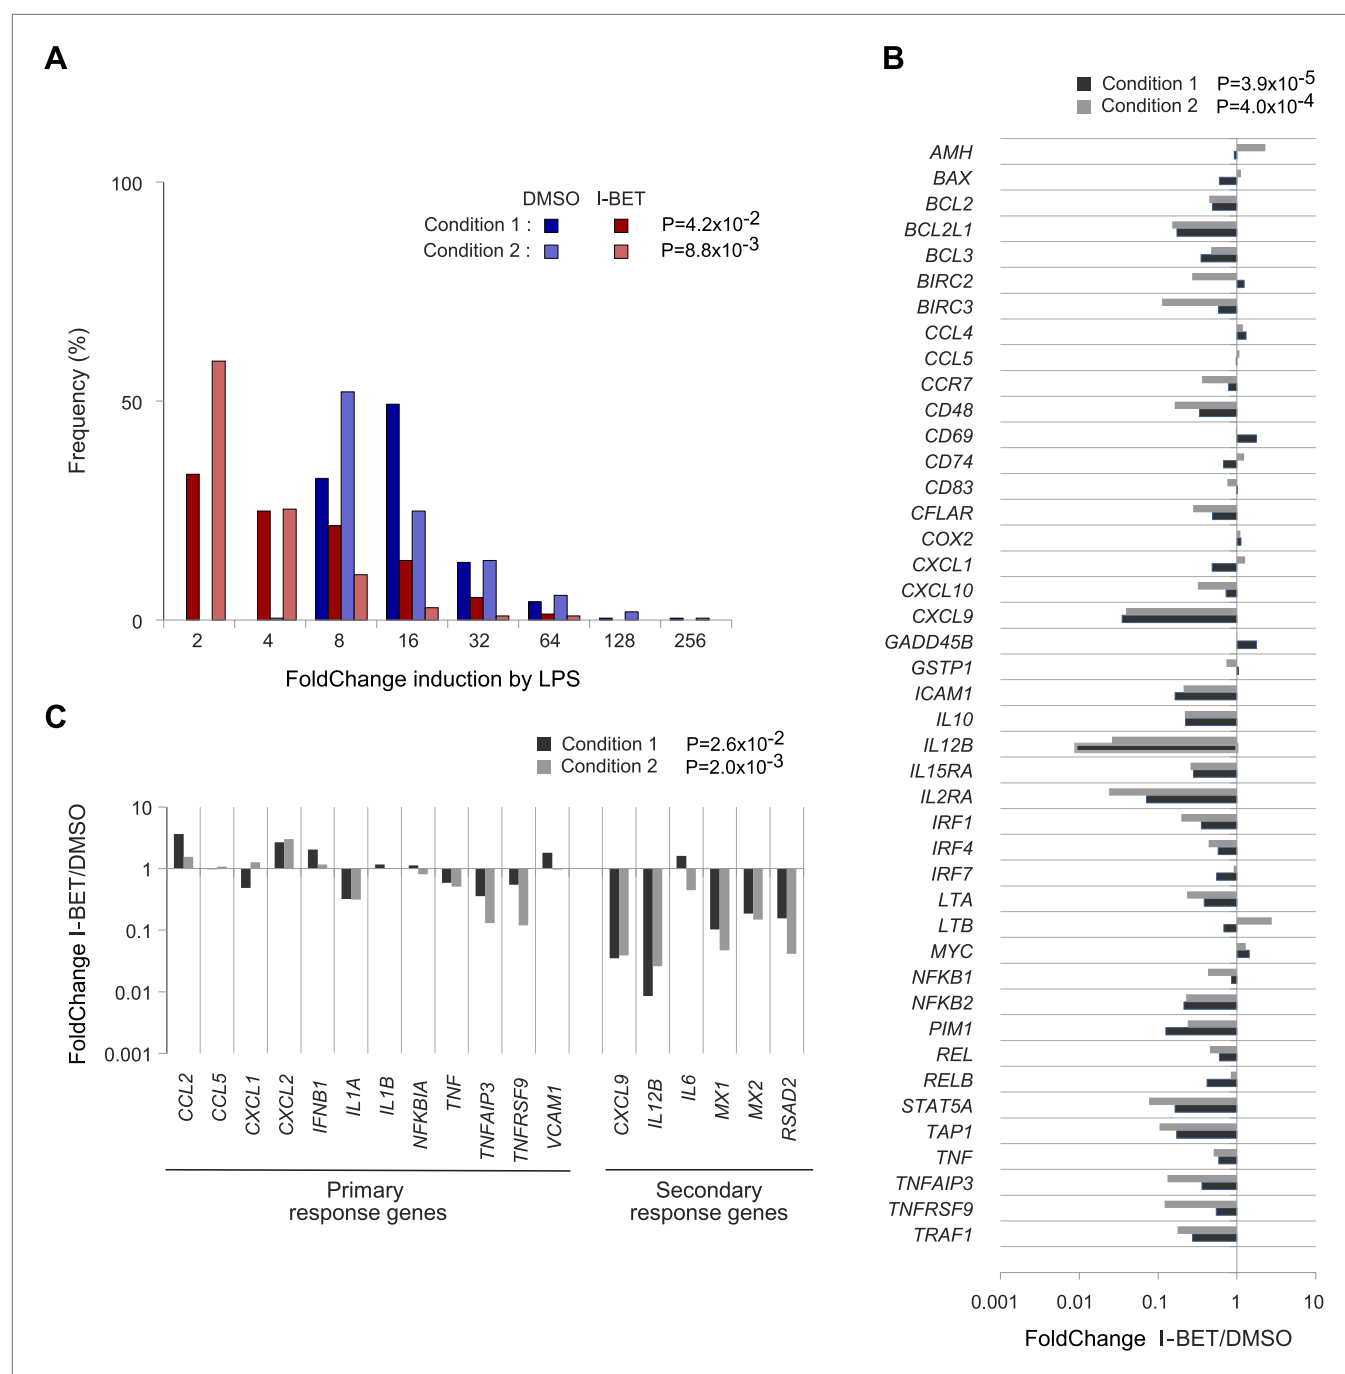 A
100
50
0
Frequency (%)
DMSO I-BET
Condition 1 : P=4.2x10-2
Condition 2 : P=8.8x10-3
2 4 8 16 32 64 128 256
FoldChange induction by LPS
B
Condition 1 P=3.9x10-5
Condition 2 P=4.0x10-4
AMH
BAX
BCL2
BCL2L1
BCL3
BIRC2
BIRC3
CCL4
CCL5
CCR7
CD48
CD69
CD74
CD83
CFLAR
COX2
CXCL1
CXCL10
CXCL9
GADD45B
GSTP1
ICAM1
IL10
IL12B
IL15RA
IL2RA
IRF1
IRF4
IRF7
LTA
LTB
MYC
NFKB1
NFKB2
PIM1
REL
RELB
STAT5A
TAP1
TNF
TNFAIP3
TNFRSF9
TRAF1
0.001 0.01 0.1 1 10
FoldChange I-BET/DMSO
C
Condition 1 P=2.6x10-2
Condition 2 P=2.0x10-3
10
1
0.1
0.01
0.001
FoldChange I-BET/DMSO
CCL2
CCL5
CXCL1
CXCL2
IFNB1
IL1A
IL1B
NFKBIA
TNF
TNFAIP3
TNFRSF9
VCAM1
CXCL9
IL12B
IL6
MX1
MX2
RSAD2
Primary
response genes
Secondary
response genes